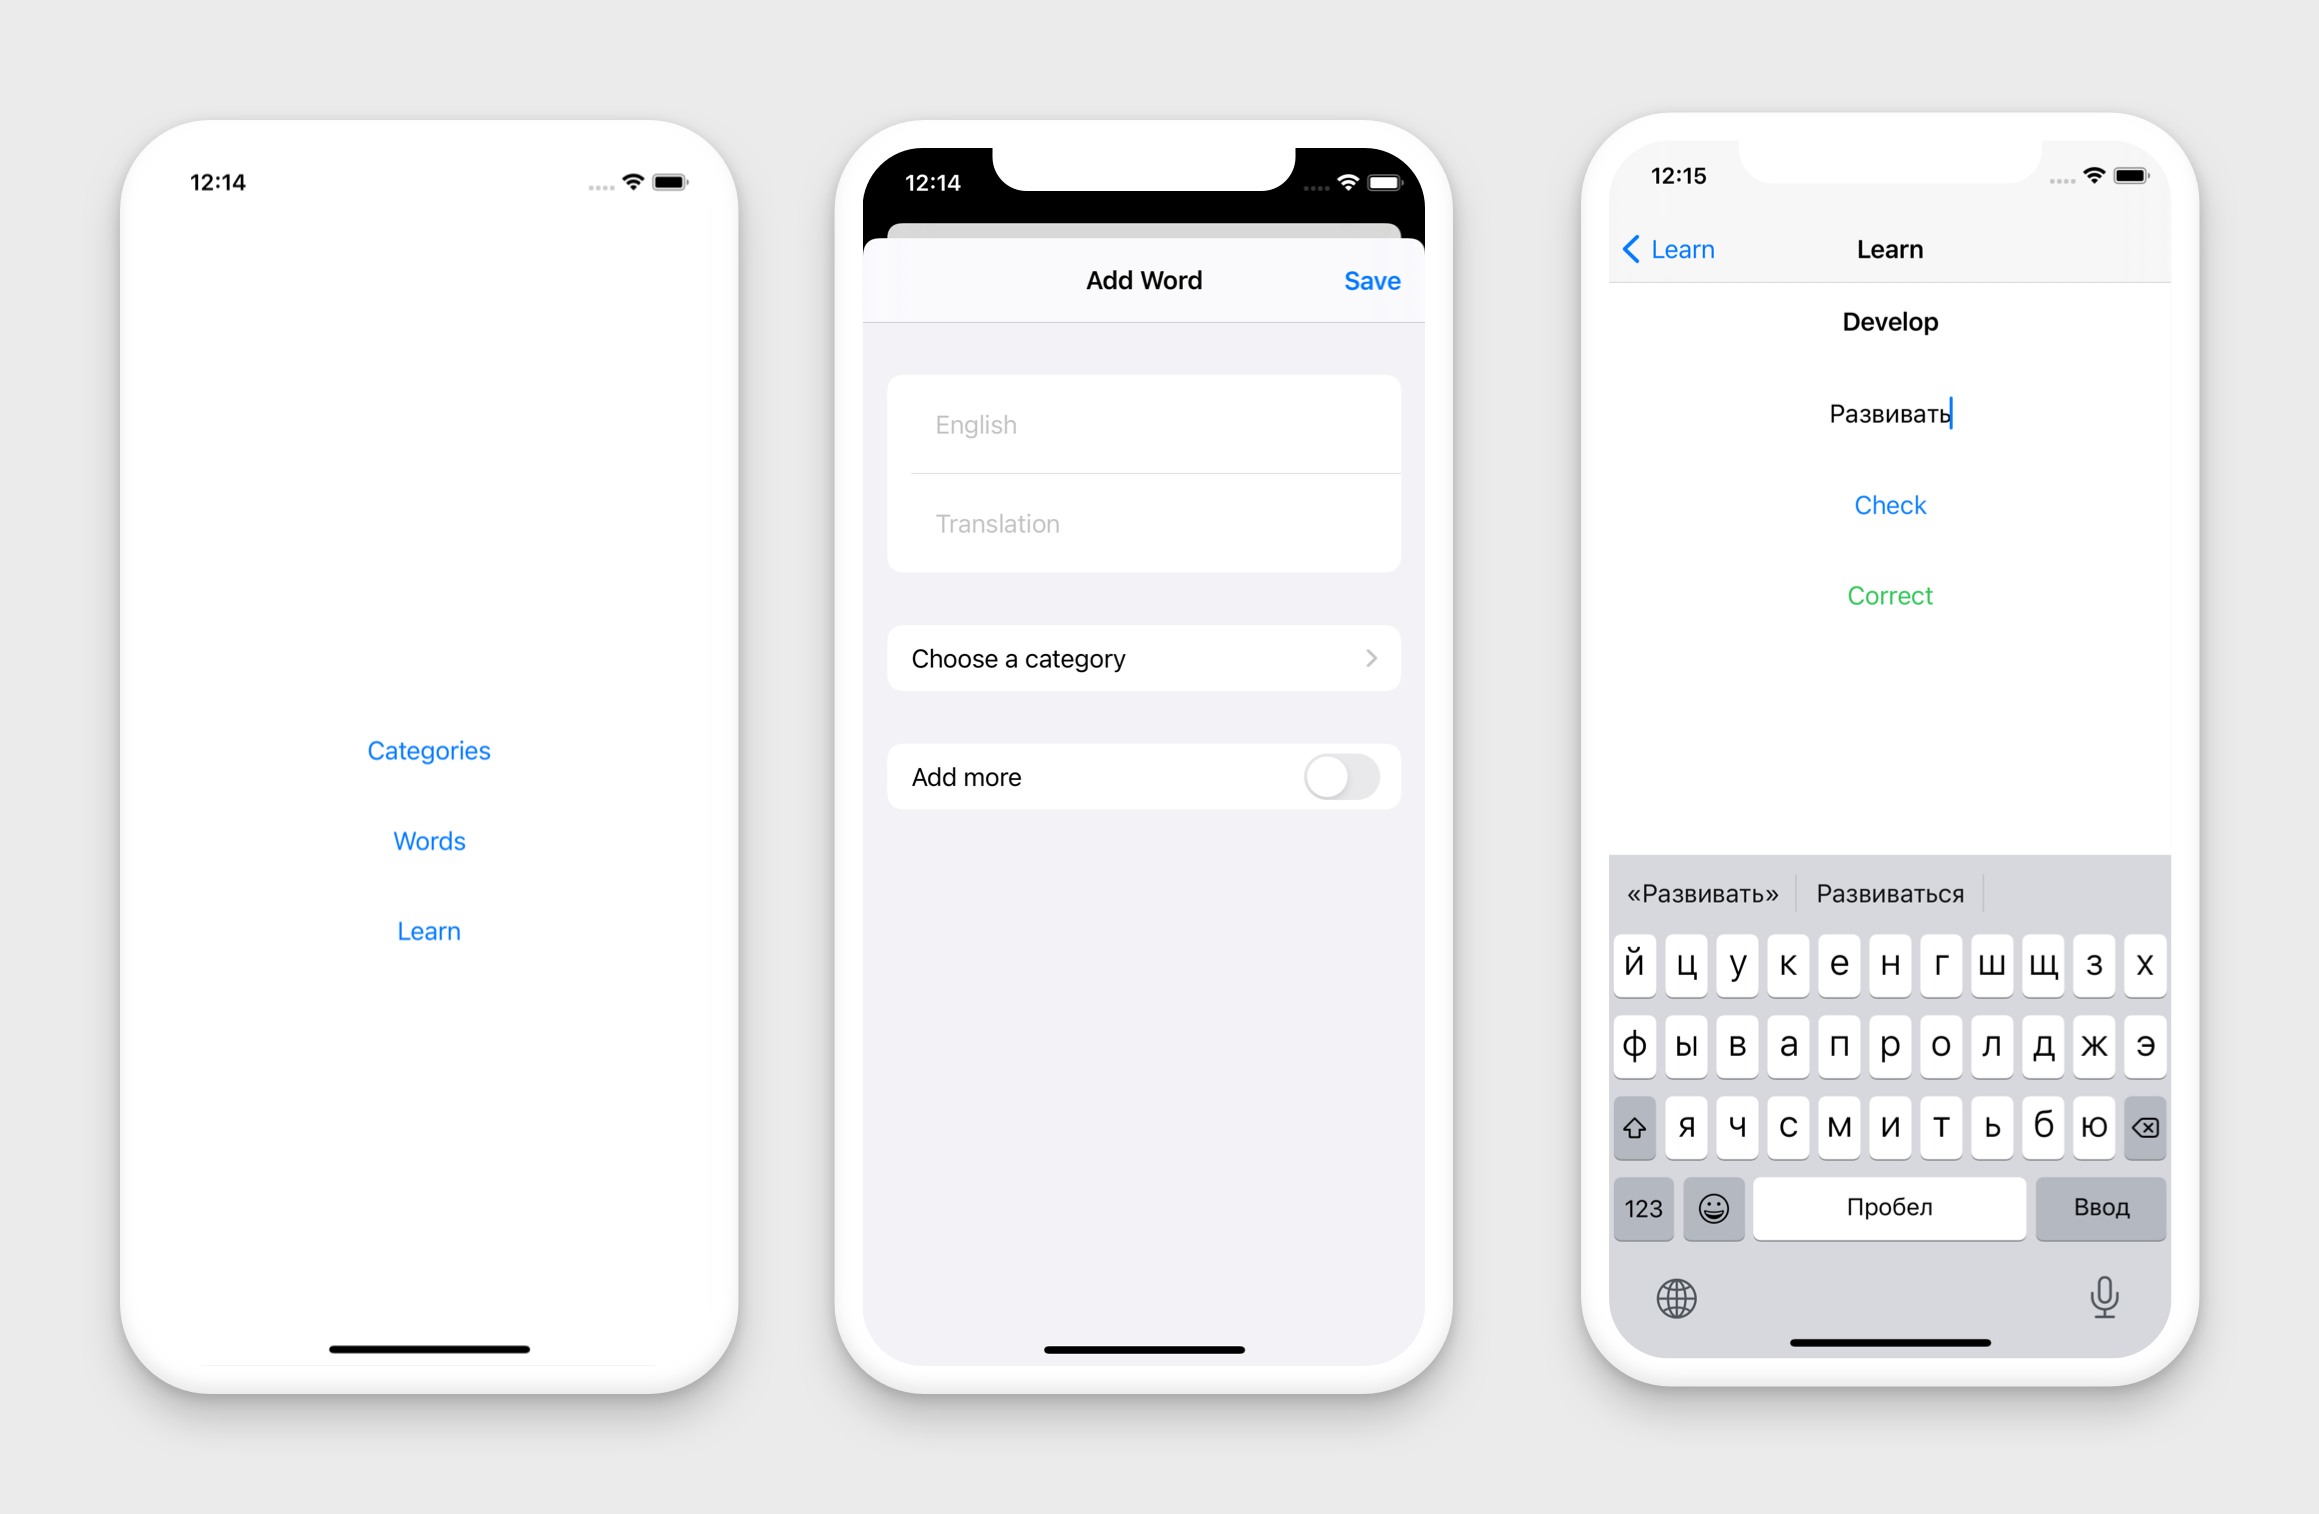 12:14
Categories
Words
Learn
12:14
Add Word
Save
English
Translation
Choose a category
Add more
12:15
Learn
Learn
Develop
Развивать
Check
Correct
«Развивать» Развиваться
й ц у к е н г ш щ з х
ф ы в а п р о л д ж э
я ч с м и т ь б ю
123 Пробел Ввод